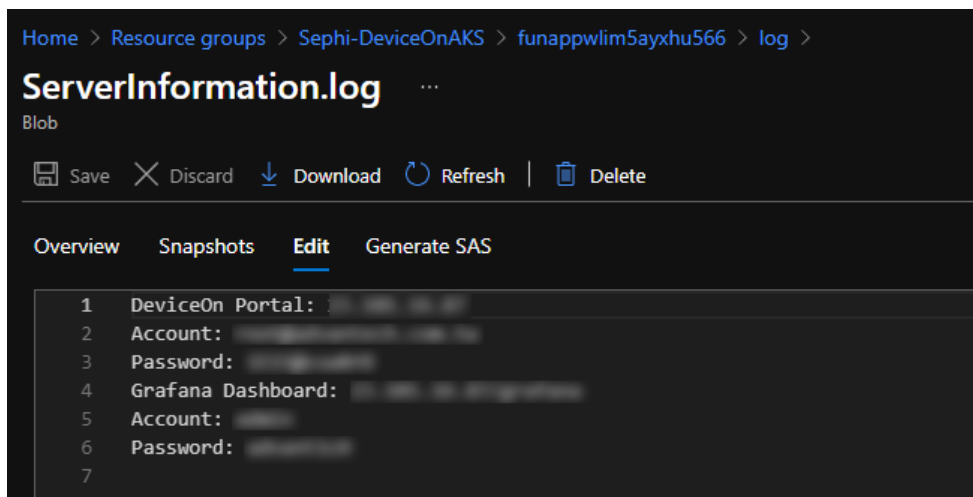 Home > Resource groups > Sephi-DeviceOnAKS > funappwlim5ayxhu566 > log >
ServerInformation.log ...
Blob
Save Discard Download Refresh | Delete
Overview Snapshots Edit Generate SAS
1 DeviceOn Portal:
2 Account:
3 Password:
4 Grafana Dashboard:
5 Account:
6 Password:
7